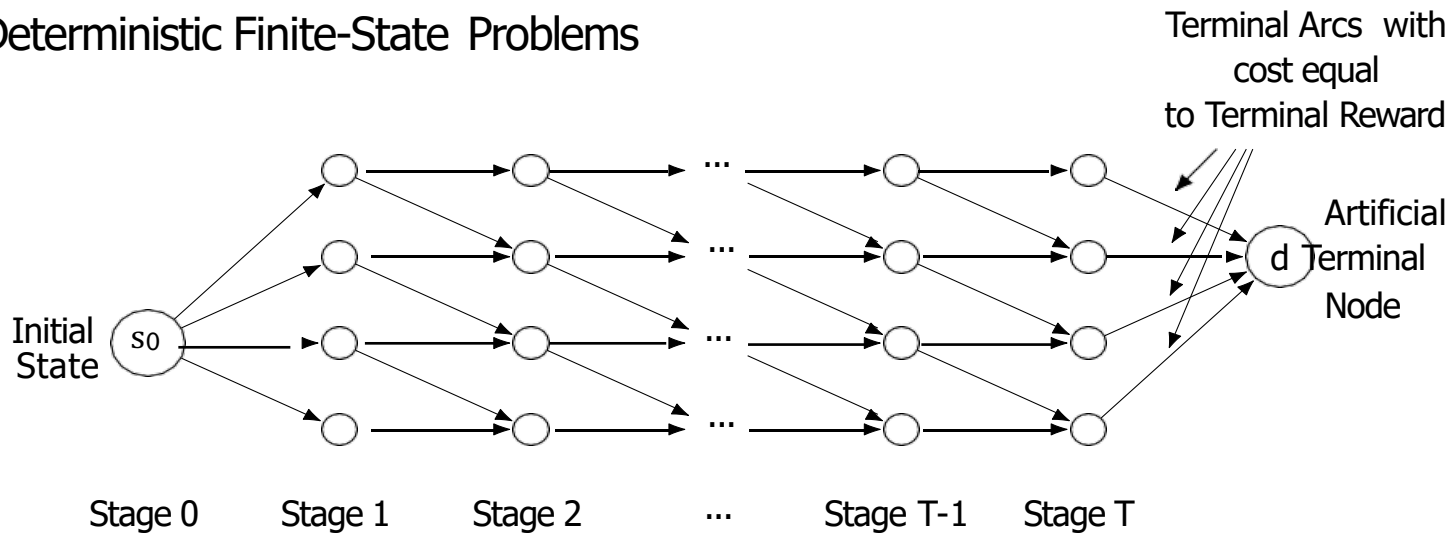 Deterministic Finite-State Problems
Terminal Arcs with
cost equal
to Terminal Reward
...
Artificial
...
d Terminal
Node
Initial
State
s0
...
...
Stage 0 Stage 1 Stage 2 ... Stage T-1 Stage T